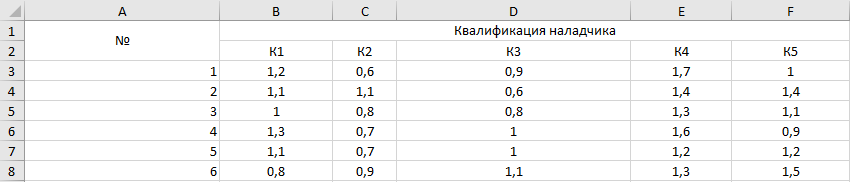 A B C D E F
1 Квалификация наладчика
№
2 К1 К2 К3 К4 К5
3 1 1,2 0,6 0,9 1,7 1
4 2 1,1 1,1 0,6 1,4 1,4
5 3 1 0,8 0,8 1,3 1,1
6 4 1,3 0,7 1 1,6 0,9
7 5 1,1 0,7 1 1,2 1,2
8 6 0,8 0,9 1,1 1,3 1,5